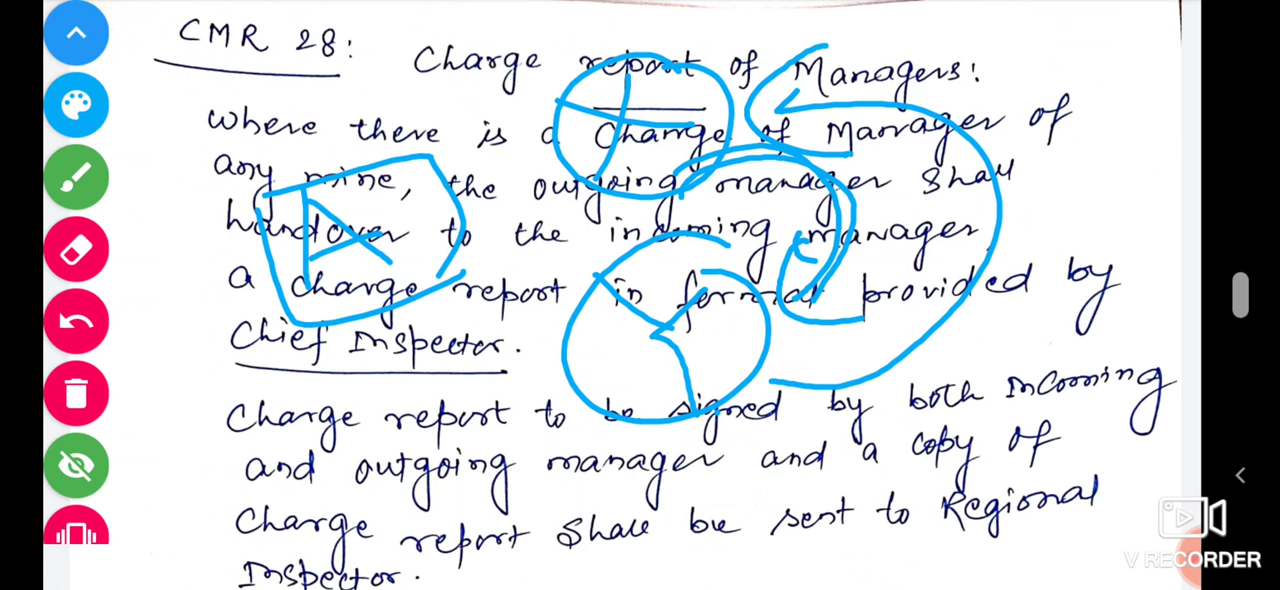 CMR 28: Charge report of Managers:
where there is a change of Manager of
any mine, the outgoing manager shall
handover to the incoming manager
a charge report in format provided by
Chief Inspector.
Charge report to be signed by both incoming
and outgoing manager and a copy of
Charge report shall be sent to Regional
Inspector.
V RECORDER